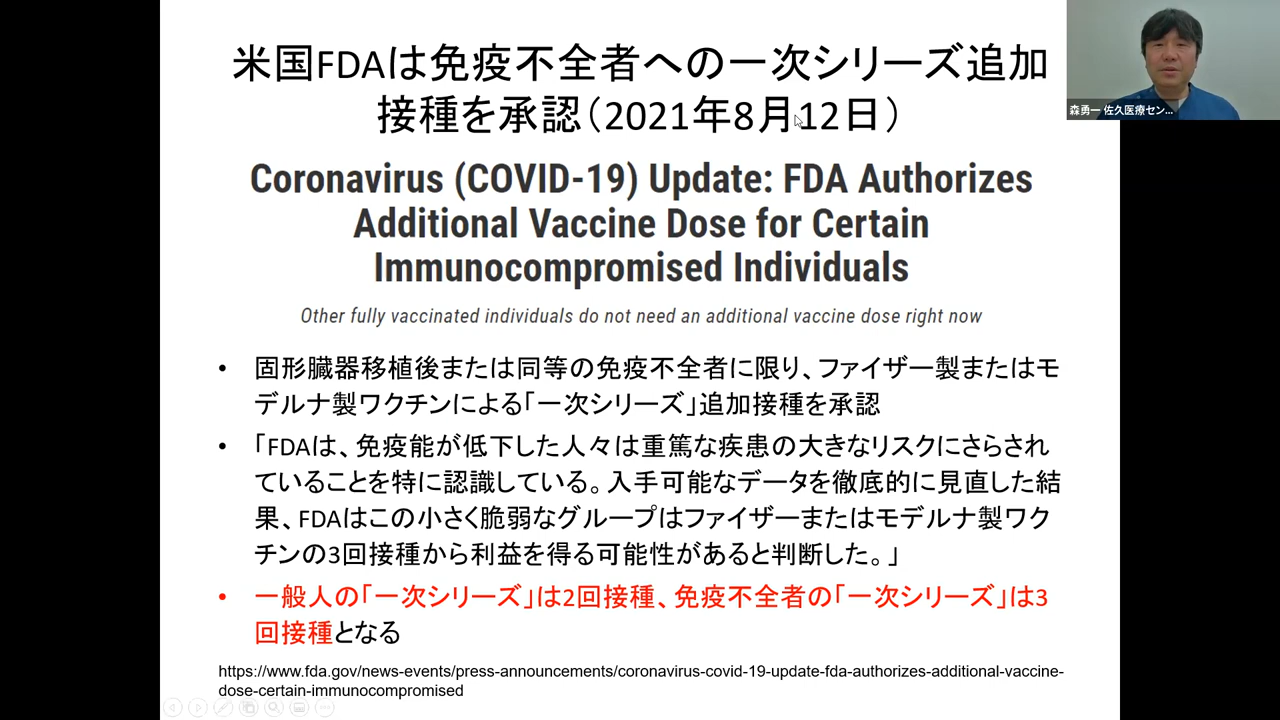 米国FDAは免疫不全者への一次シリーズ追加
接種を承認（2021年8月12日）
森勇一 佐久医療セン...
Coronavirus (COVID-19) Update: FDA Authorizes
Additional Vaccine Dose for Certain
Immunocompromised Individuals
Other fully vaccinated individuals do not need an additional vaccine dose right now
• 固形臓器移植後または同等の免疫不全者に限り、ファイザー製またはモ
デルナ製ワクチンによる「一次シリーズ」追加接種を承認
• 「FDAは、免疫能が低下した人々は重篤な疾患の大きなリスクにさらされ
ていることを特に認識している。入手可能なデータを徹底的に見直した結
果、FDAはこの小さく脆弱なグループはファイザーまたはモデルナ製ワク
チンの3回接種から利益を得る可能性があると判断した。」
• 一般人の「一次シリーズ」は2回接種、免疫不全者の「一次シリーズ」は3
回接種となる
https://www.fda.gov/news-events/press-announcements/coronavirus-covid-19-update-fda-authorizes-additional-vaccine-
dose-certain-immunocompromised